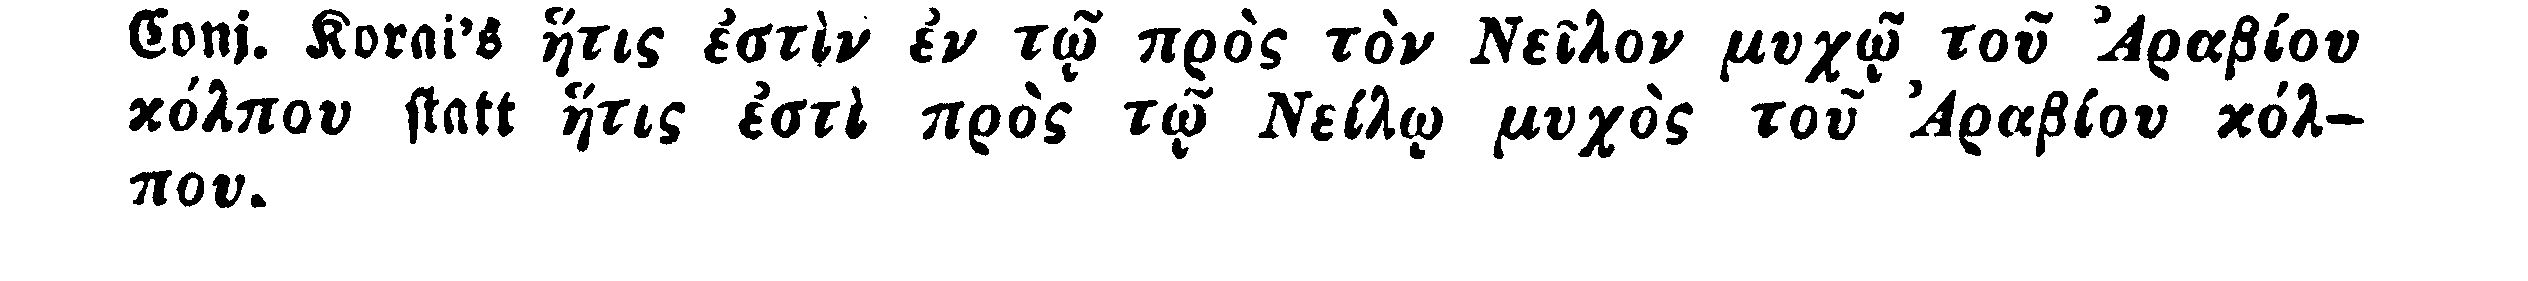 Conj. Korai's ἥτις ἐστὶν ἐν τῷ πρὸς τὸν Νεῖλον μυχῷ τοῦ Ἀραβίου
κόλπου statt ἥτις ἐστὶ πρὸς τῷ Νείλῳ μυχὸς τοῦ Ἀραβίου κόλ-
που.